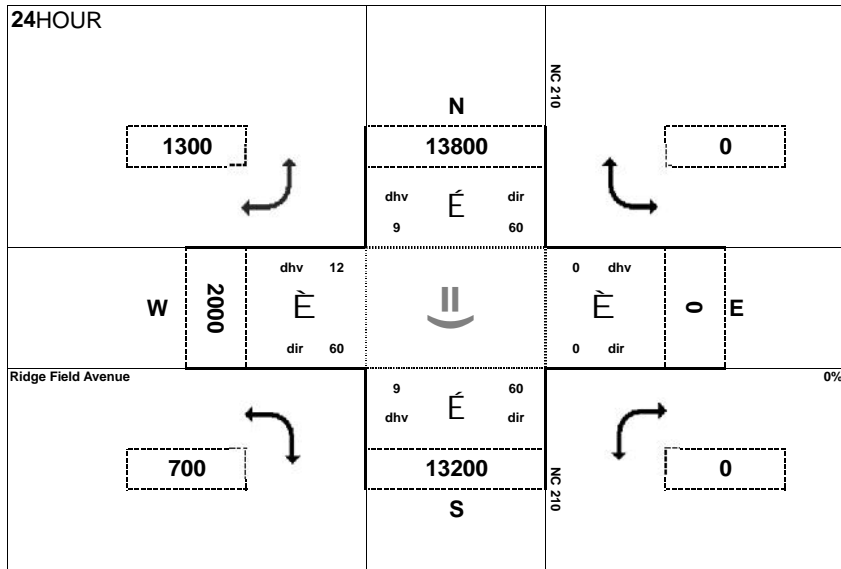 24HOUR
NC 210
N
1300
13800
0
dhv É dir
9 60
dhv 12
0 dhv
W
2000
È
È
0
E
dir 60
0 dir
Ridge Field Avenue
0%
9 60
dhv É dir
700
13200
0
NC 210
S